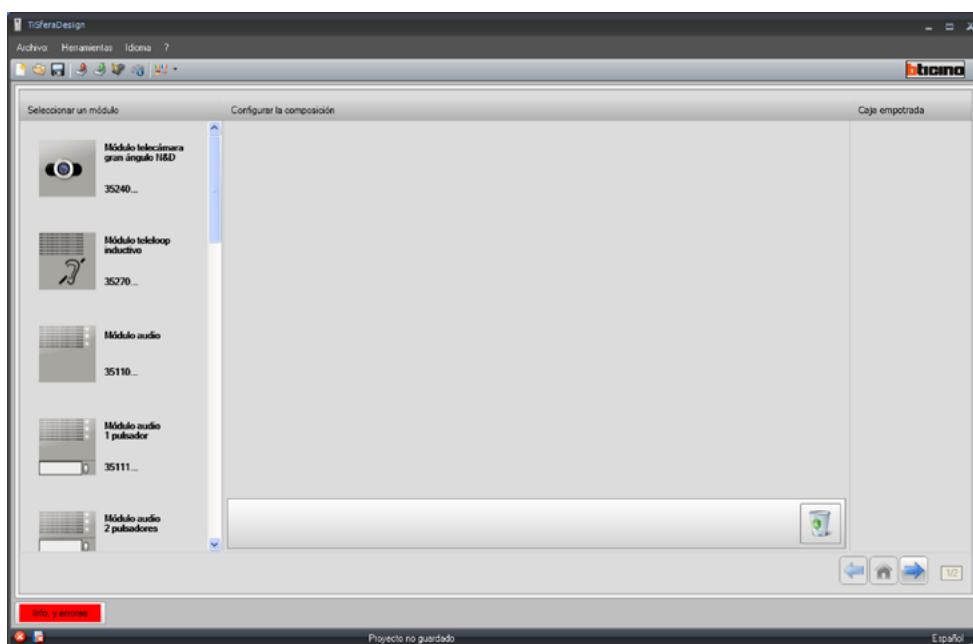 TiSferaDesign
Archivo Herramientas Idioma ?
bticino
Seleccionar un módulo
Configurar la composición
Caja empotrada
Módulo telecámara
gran ángulo N&D
35240...
Módulo teleloop
inductivo
35270...
Módulo audio
35110...
Módulo audio
1 pulsador
35111...
Módulo audio
2 pulsadores
1/2
Info. y errores
Proyecto no guardado
Español